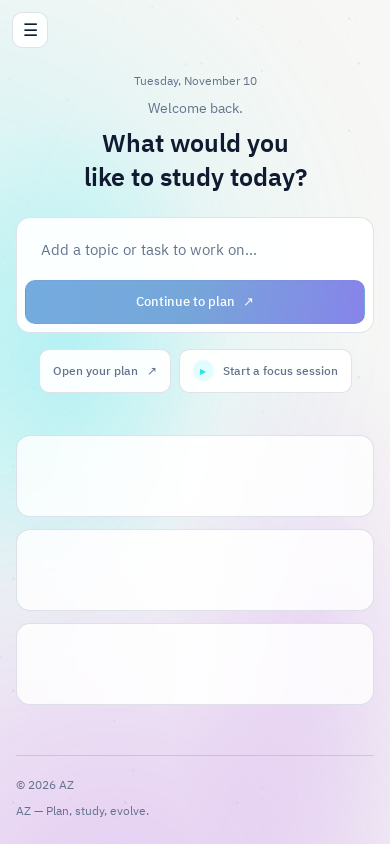 ☰
Tuesday, November 10
Welcome back.
What would you
like to study today?
Add a topic or task to work on...
Continue to plan ↗
Open your plan ↗
▶ Start a focus session
© 2026 AZ
AZ — Plan, study, evolve.